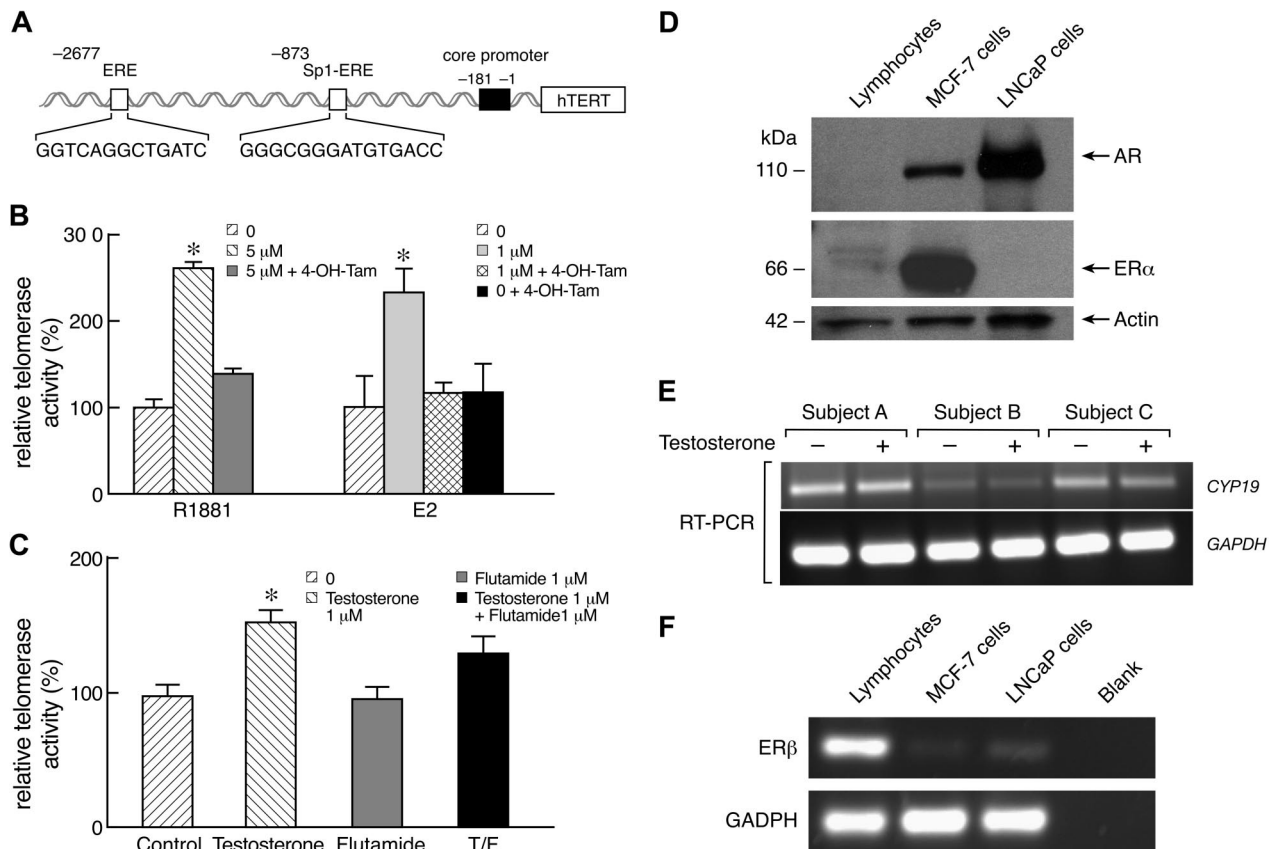 A
–2677
ERE
–873
Sp1-ERE
core promoter
–181 –1
hTERT
GGTCAGGCTGATC
GGGCGGGATGTGACC
B
relative telomerase
activity (%)
30 0
200
100
0
0
5 µM
5 µM + 4-OH-Tam
0
1 µM
1 µM + 4-OH-Tam
0 + 4-OH-Tam
*
*
R1881
E2
C
relative telomerase
activity (%)
200
100
0
0
Testosterone
1 µM
Flutamide 1 µM
Testosterone 1 µM
+ Flutamide1 µM
*
Control Testosterone Flutamide T/F
D
Lymphocytes
MCF-7 cells
LNCaP cells
kDa
110 –
AR
66 –
ERα
42 –
Actin
E
Subject A Subject B Subject C
Testosterone – + – + – +
RT-PCR
CYP19
GAPDH
F
Lymphocytes
MCF-7 cells
LNCaP cells
Blank
ERβ
GADPH